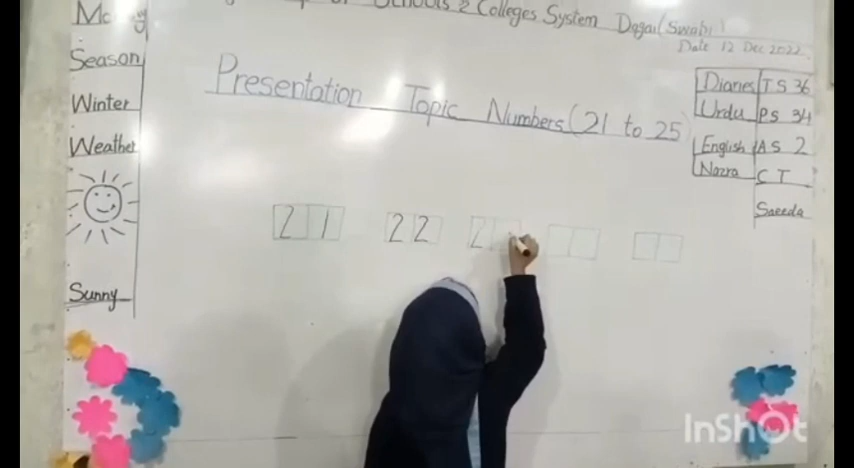 Schools & Colleges System Dagai (Swabi)
Date 12 Dec 2022
Season
Winter
Weather
Sunny
Presentation Topic Numbers (21 to 25)
Diaries TS 36
Urdu PS 34
English AS 2
Nazra CT
Saeeda
21 22 2
InShot